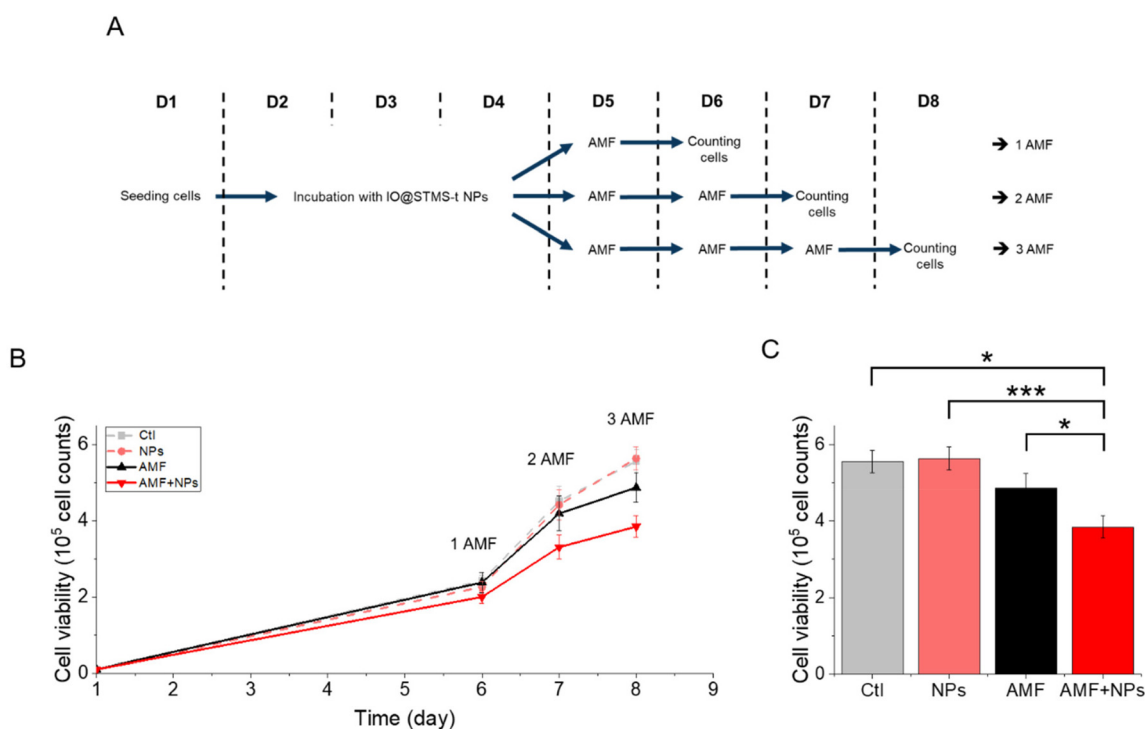 A
D1 D2 D3 D4 D5 D6 D7 D8
AMF Counting cells ➔ 1 AMF
Seeding cells Incubation with IO@STMS-t NPs AMF AMF Counting cells ➔ 2 AMF
AMF AMF AMF Counting cells ➔ 3 AMF
B
Cell viability (10⁵ cell counts)
6
4
2
0
Ctl
NPs
AMF
AMF+NPs
1 AMF
2 AMF
3 AMF
1 2 3 4 5 6 7 8 9
Time (day)
C
Cell viability (10⁵ cell counts)
6
4
2
0
*
***
*
Ctl NPs AMF AMF+NPs